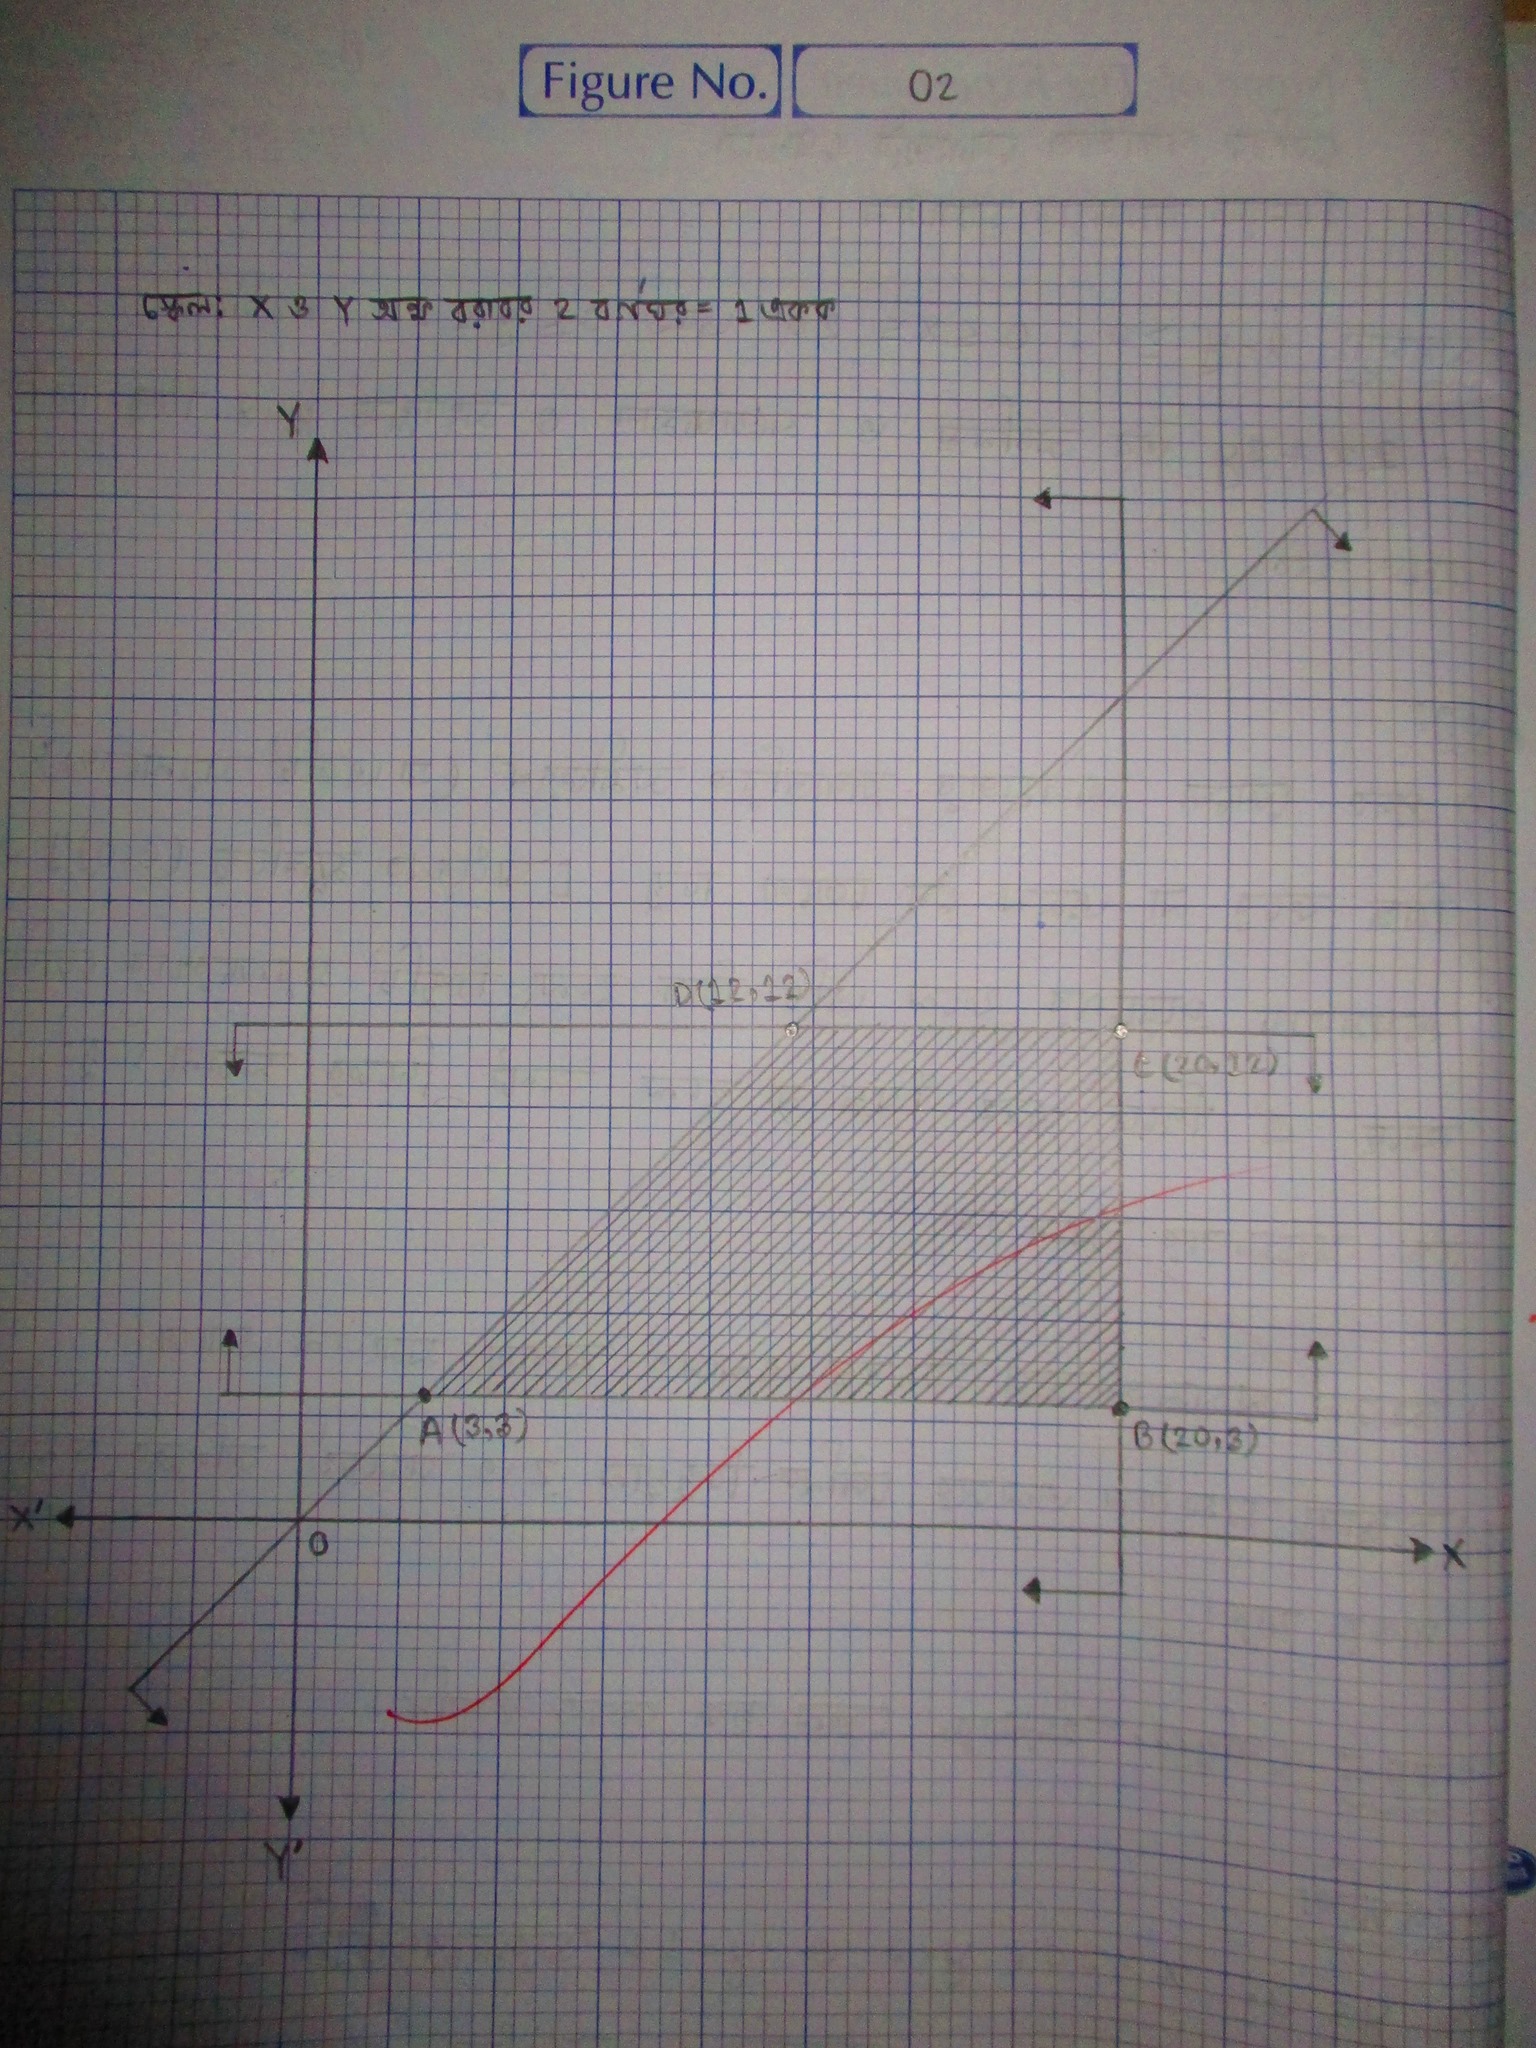 Figure No. 02
স্কেল: X ও Y অক্ষ বরাবর 2 বর্গঘর = 1 একক
Y
D(12,12)
C(20,12)
A(3,3)
B(20,3)
X'
O
X
Y'